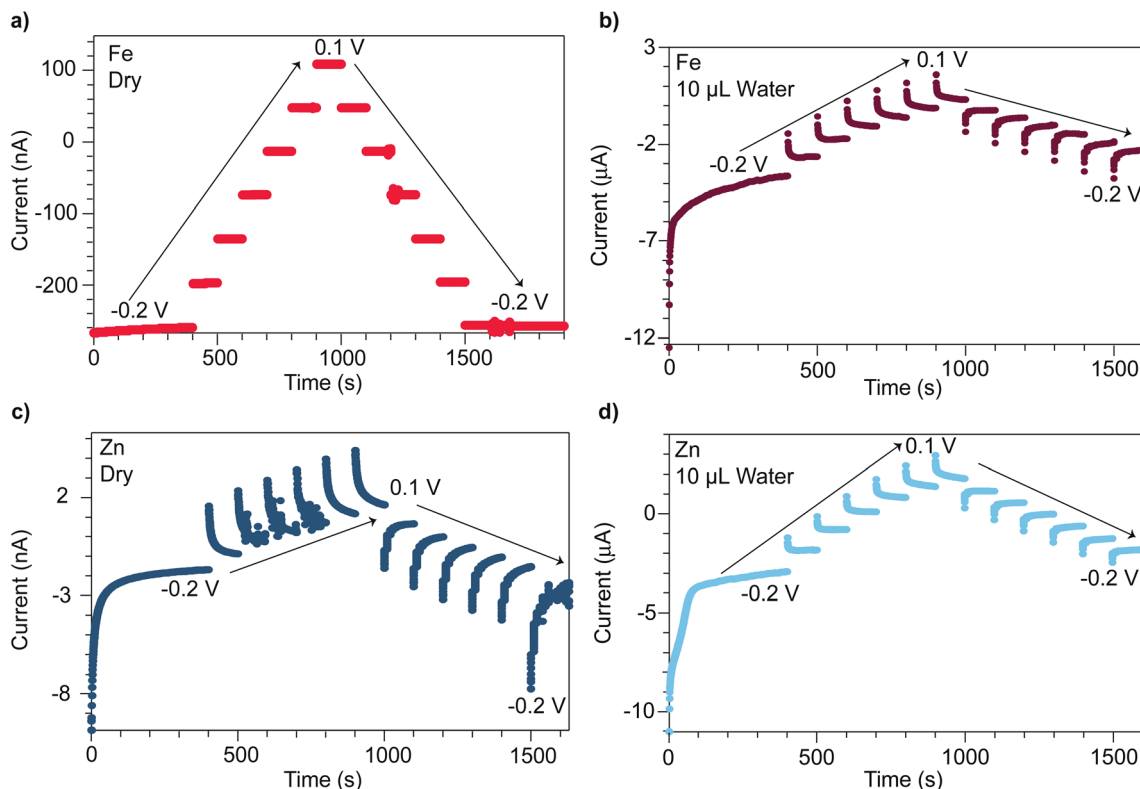 a)
Fe
Dry
0.1 V
-0.2 V
-0.2 V
Current (nA)
100
0
-100
-200
0
500
1000
1500
Time (s)
b)
Fe
10 µL Water
0.1 V
-0.2 V
-0.2 V
Current (µA)
3
-2
-7
-12
0
500
1000
1500
Time (s)
c)
Zn
Dry
0.1 V
-0.2 V
-0.2 V
Current (nA)
2
-3
-8
0
500
1000
1500
Time (s)
d)
Zn
10 µL Water
0.1 V
-0.2 V
-0.2 V
Current (µA)
0
-5
-10
0
500
1000
1500
Time (s)